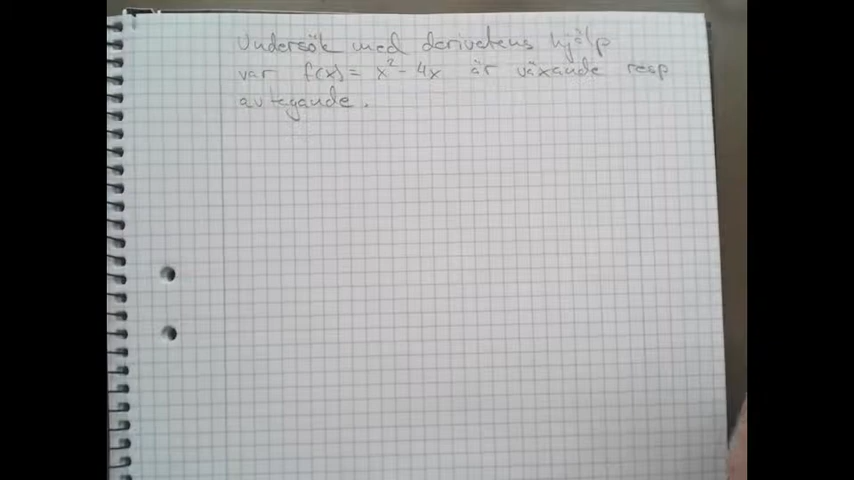 Undersök med derivatans hjälp
var f(x) = x² - 4x är växande resp
avtagande.